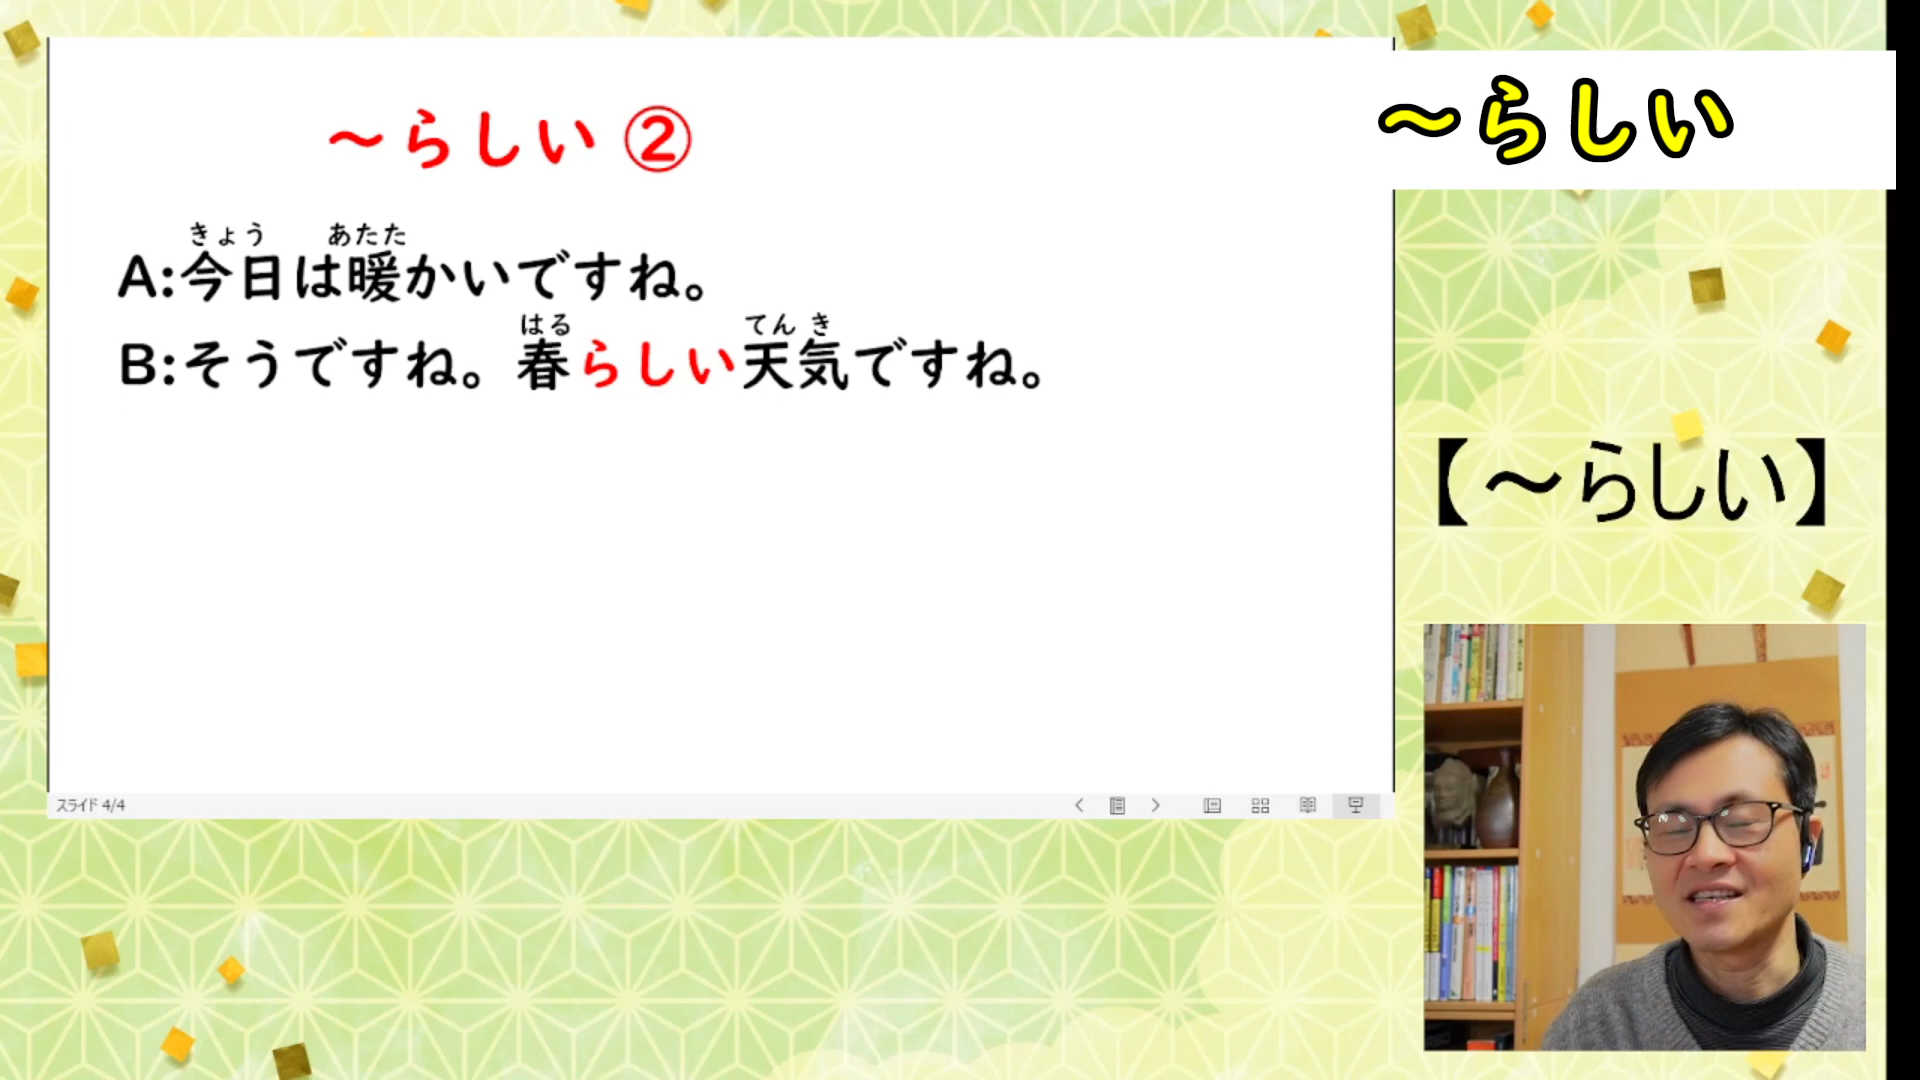 ～らしい ②
きょう あたた
A:今日は暖かいですね。
はる てん き
B:そうですね。春らしい天気ですね。
スライド 4/4
～らしい
【～らしい】